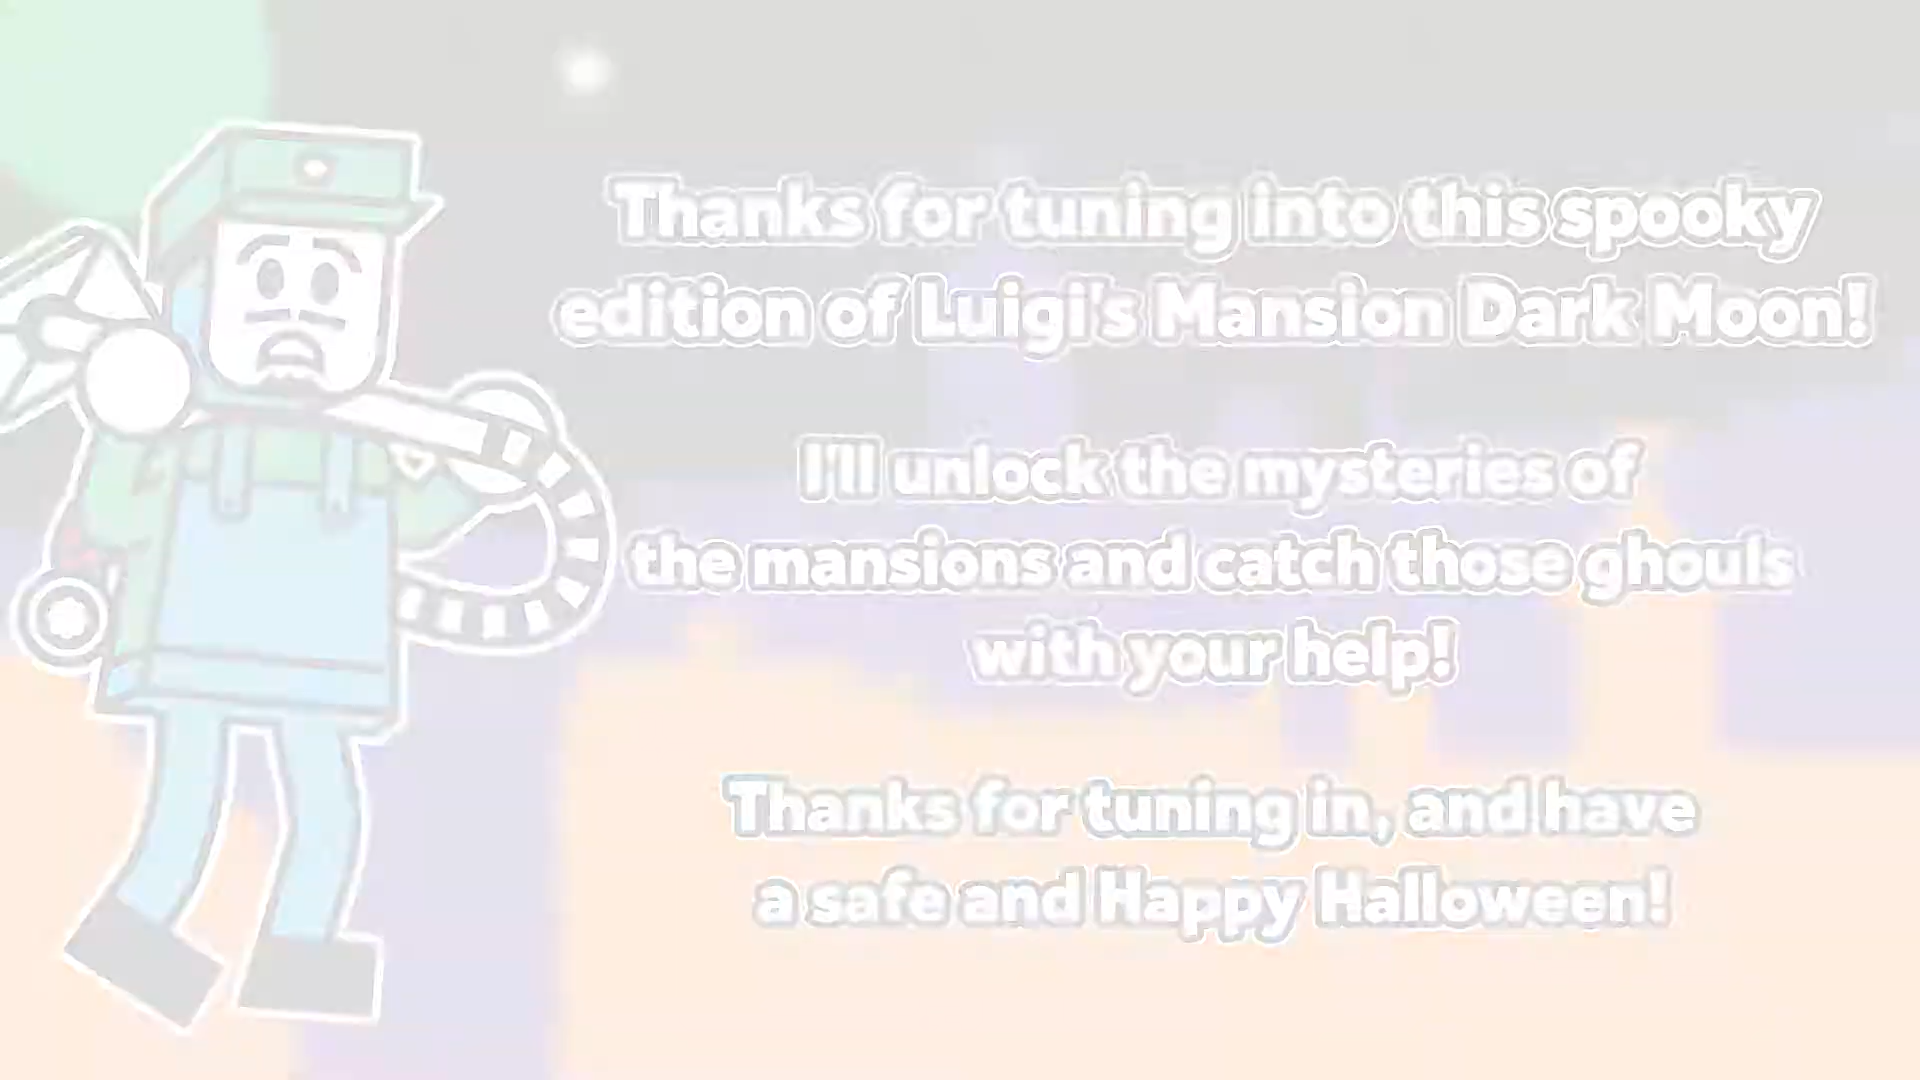 Thanks for tuning into this spooky
edition of Luigi's Mansion Dark Moon!
I'll unlock the mysteries of
the mansions and catch those ghouls
with your help!
Thanks for tuning in, and have
a safe and Happy Halloween!